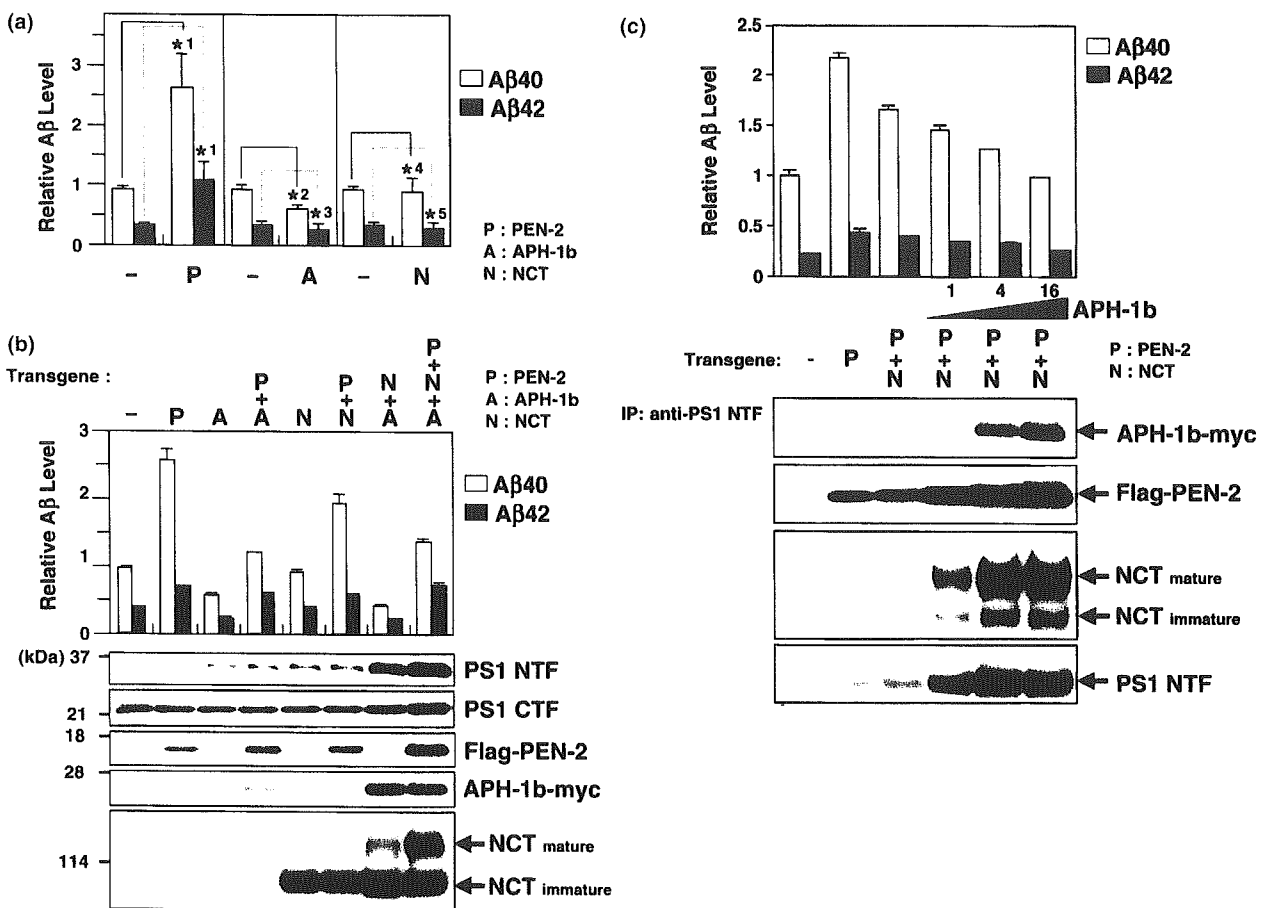 (a)
Relative Aβ Level
3
2
1
0
*1
*1
*2
*3
*4
*5
Aβ40
Aβ42
– P – A – N
P : PEN-2
A : APH-1b
N : NCT
(b)
Transgene :
– P A P+A N P+N N+A P+N+A
P : PEN-2
A : APH-1b
N : NCT
Relative Aβ Level
3
2
1
0
Aβ40
Aβ42
(kDa) 37
PS1 NTF
21
PS1 CTF
18
Flag-PEN-2
28
APH-1b-myc
NCT mature
114
NCT immature
(c)
Relative Aβ Level
2.5
2
1.5
1
0.5
0
Aβ40
Aβ42
1 4 16
APH-1b
Transgene: - P P+N P+N P+N P+N
P : PEN-2
N : NCT
IP: anti-PS1 NTF
APH-1b-myc
Flag-PEN-2
NCT mature
NCT immature
PS1 NTF